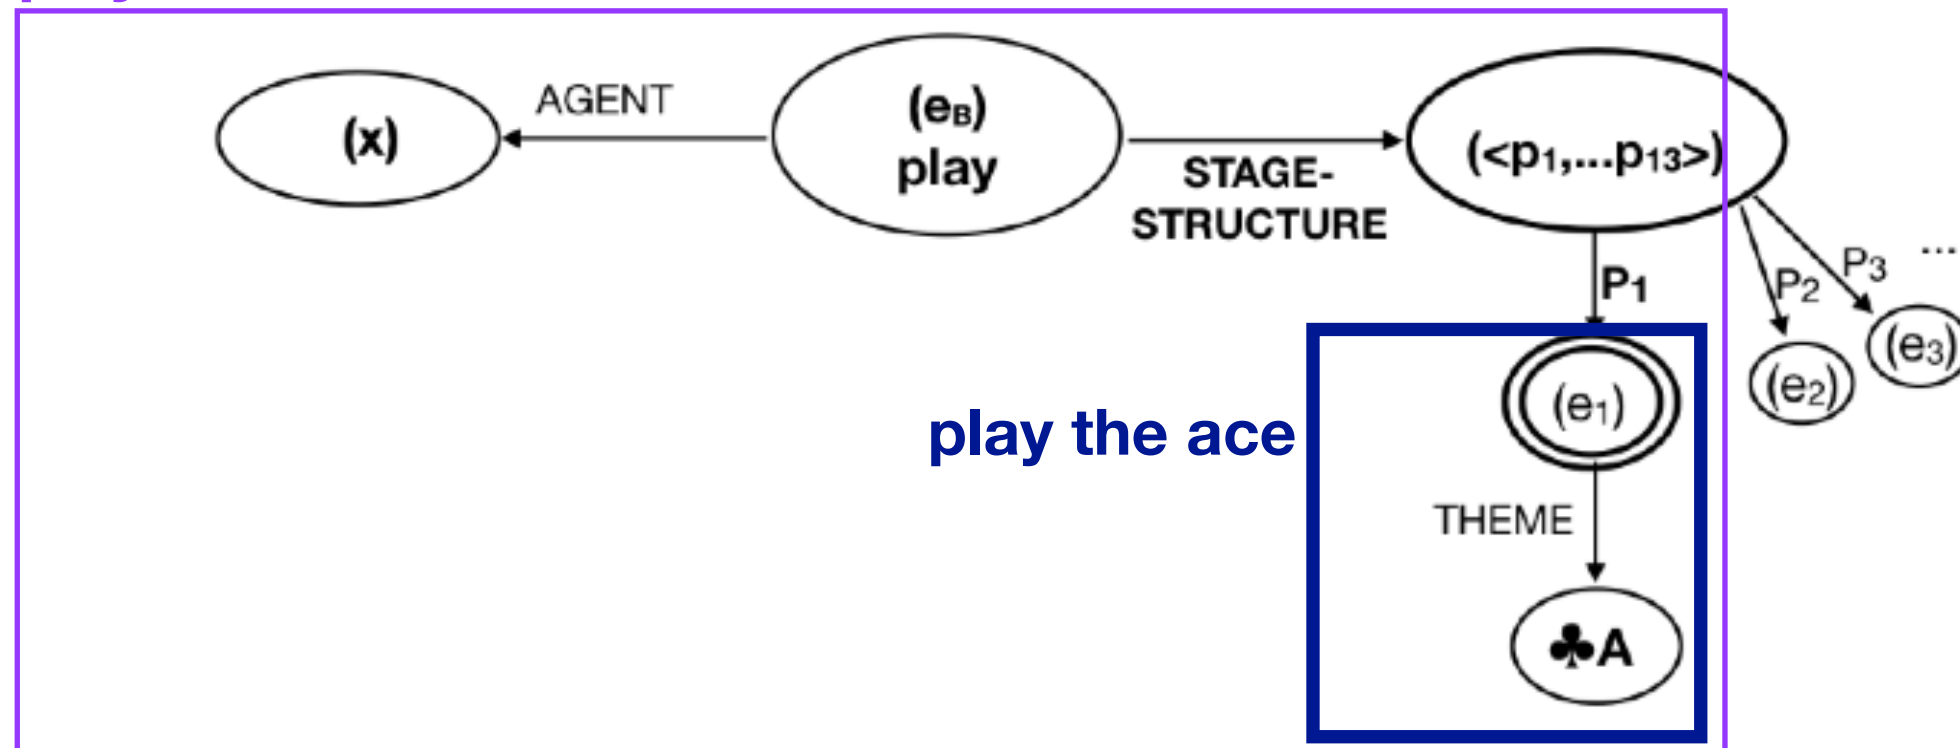 AGENT
(x)
(eB)
play
STAGE-
STRUCTURE
(<p1,...p13>)
P1
P2
P3
...
(e1)
(e2)
(e3)
play the ace
THEME
♣A